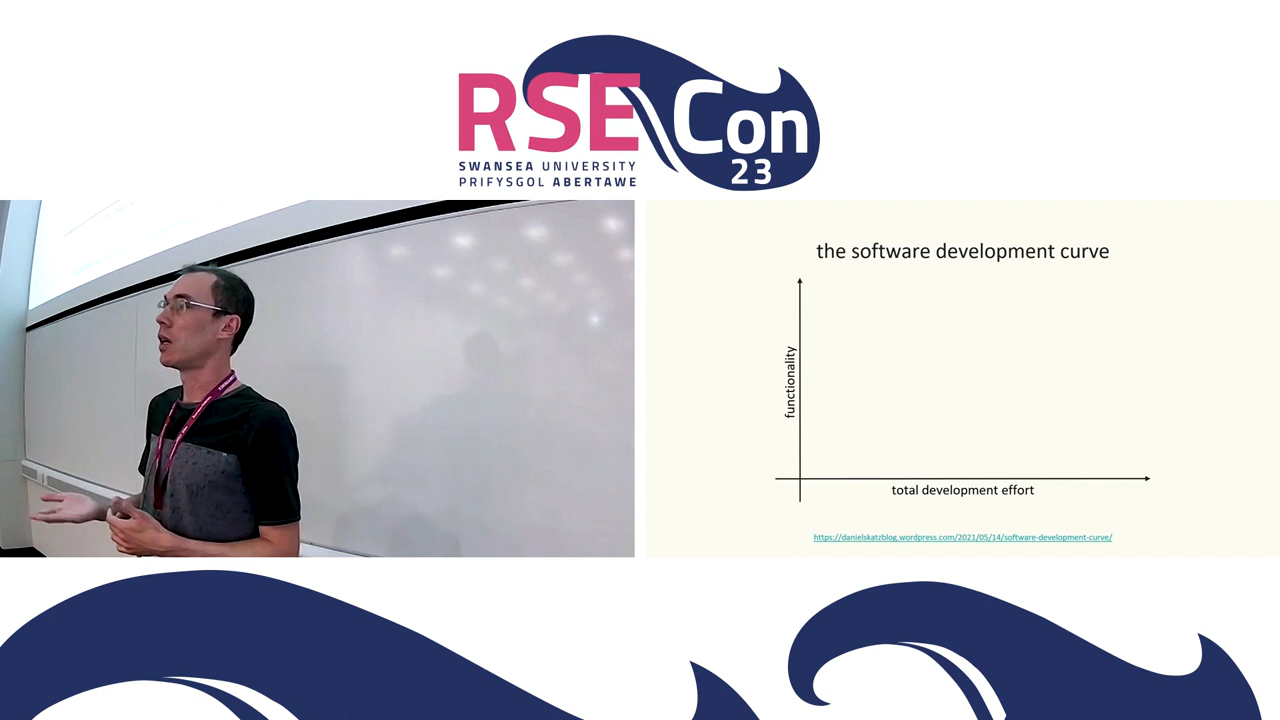 RSE Con
23
SWANSEA UNIVERSITY
PRIFYSGOL ABERTAWE
the software development curve
functionality
total development effort
https://danielskatzblog.wordpress.com/2021/05/14/software-development-curve/